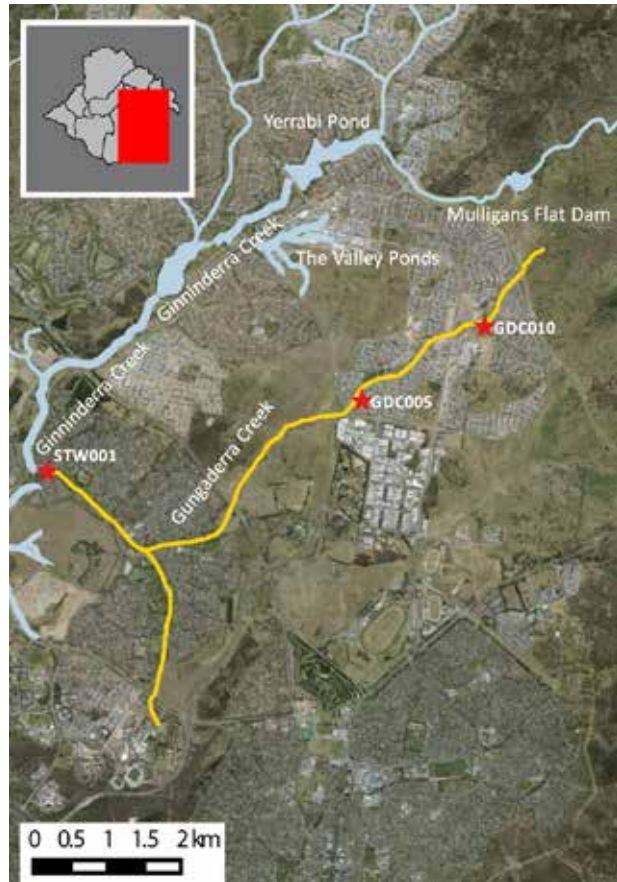 Yerrabi Pond
Mulligans Flat Dam
Ginninderra Creek
The Valley Ponds
GDC010
Ginninderra Creek
GDC005
Gungaderra Creek
STW001
0 0.5 1 1.5 2 km